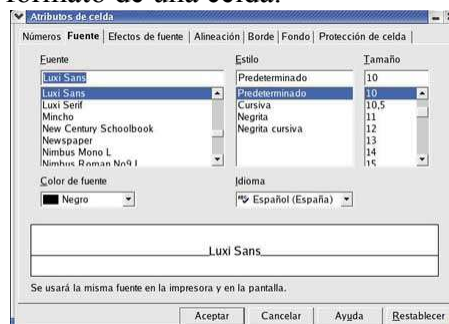 formato de una celda.
Atributos de celda
Números Fuente Efectos de fuente Alineación Borde Fondo Protección de celda
Fuente Estilo Tamaño
Luxi Sans Predeterminado 10
Luxi Sans Predeterminado 10
Luxi Serif Cursiva 10,5
Mincho Negrita 11
New Century Schoolbook Negrita cursiva 12
Newspaper 13
Nimbus Mono L 14
Nimbus Roman No9 L 15
Color de fuente Idioma
Negro Español (España)
Luxi Sans
Se usará la misma fuente en la impresora y en la pantalla.
Aceptar Cancelar Ayuda Restablecer